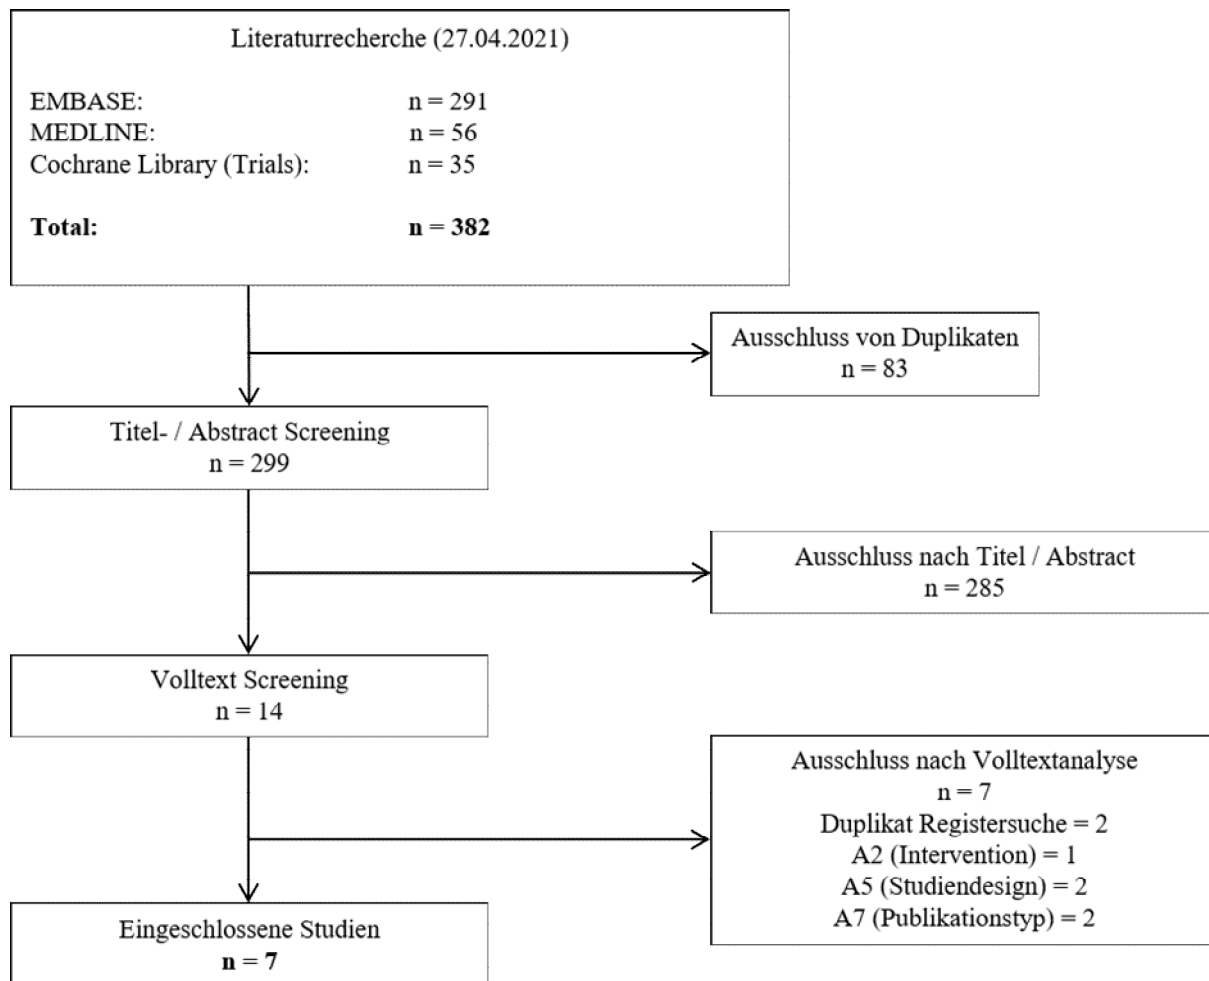 Literaturrecherche (27.04.2021)
EMBASE: n = 291
MEDLINE: n = 56
Cochrane Library (Trials): n = 35
Total: n = 382
Ausschluss von Duplikaten
n = 83
Titel- / Abstract Screening
n = 299
Ausschluss nach Titel / Abstract
n = 285
Volltext Screening
n = 14
Ausschluss nach Volltextanalyse
n = 7
Duplikat Registersuche = 2
A2 (Intervention) = 1
A5 (Studiendesign) = 2
A7 (Publikationstyp) = 2
Eingeschlossene Studien
n = 7